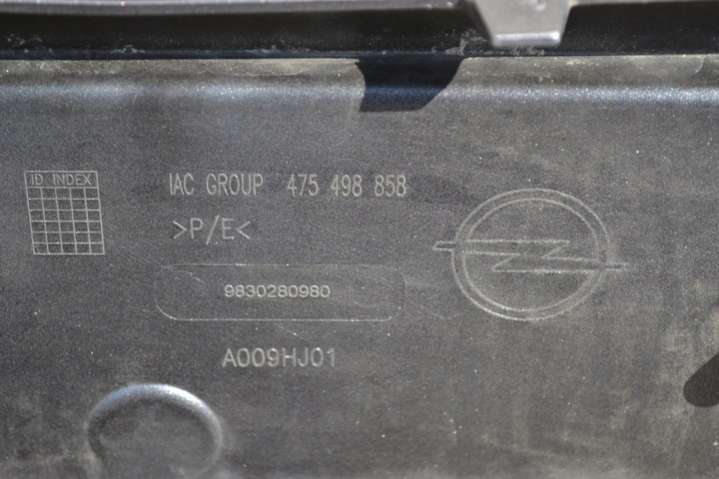 ID INDEX
IAC GROUP 475 498 858
>P/E<
9830280980
A009HJ01